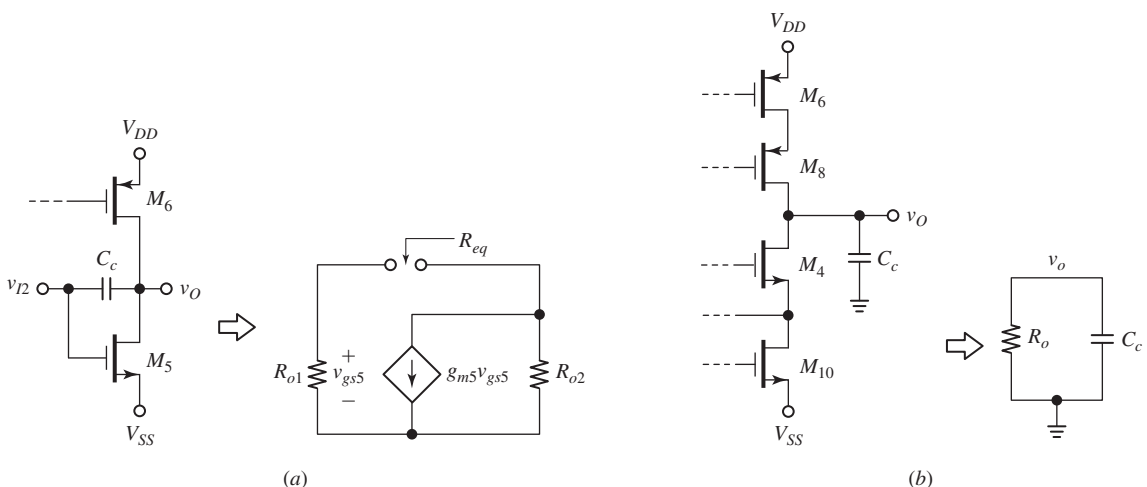 V_DD
M_6
C_c
v_I2
v_O
M_5
V_SS
R_eq
R_o1
+
v_gs5
−
g_m5 v_gs5
R_o2
(a)
V_DD
M_6
M_8
v_O
C_c
M_4
M_10
V_SS
v_o
R_o
C_c
(b)